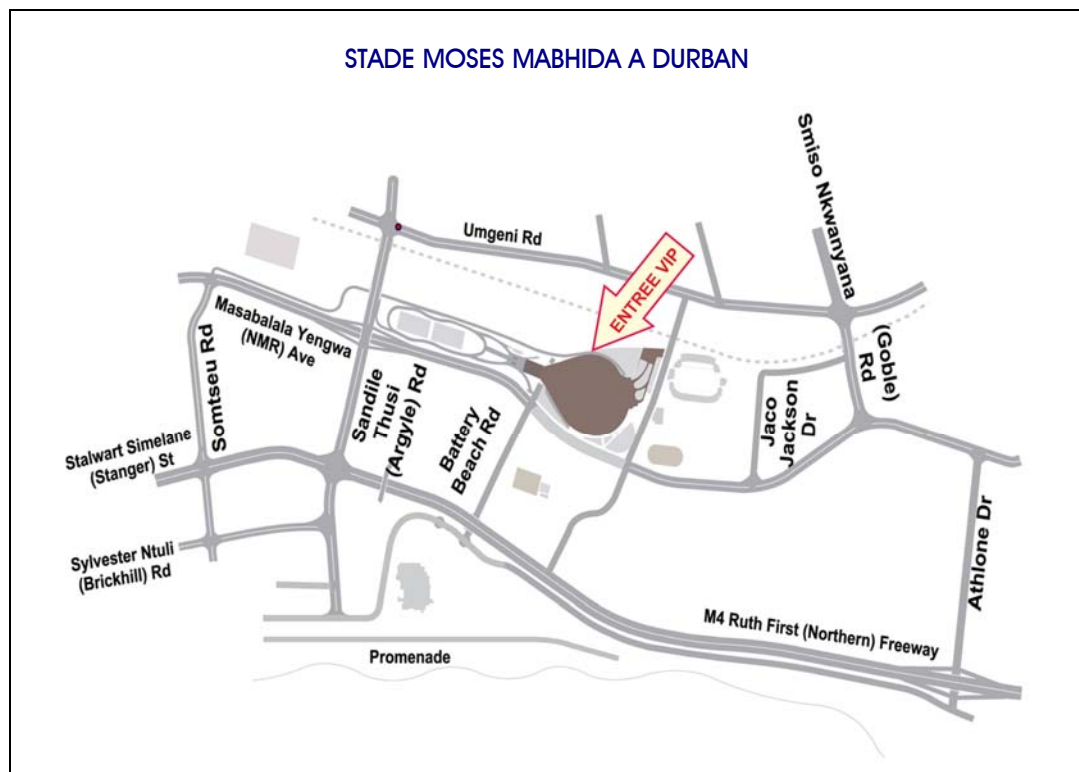 STADE MOSES MABHIDA A DURBAN
Smiso Nkwanyana
(Goble)
Rd
Umgeni Rd
ENTREE VIP
Masabalala Yengwa
(NMR) Ave
Somtseu Rd
Sandile
Thusi
(Argyle) Rd
Battery
Beach Rd
Jaco
Jackson
Dr
Stalwart Simelane
(Stanger) St
Sylvester Ntuli
(Brickhill) Rd
Athlone Dr
M4 Ruth First (Northern) Freeway
Promenade